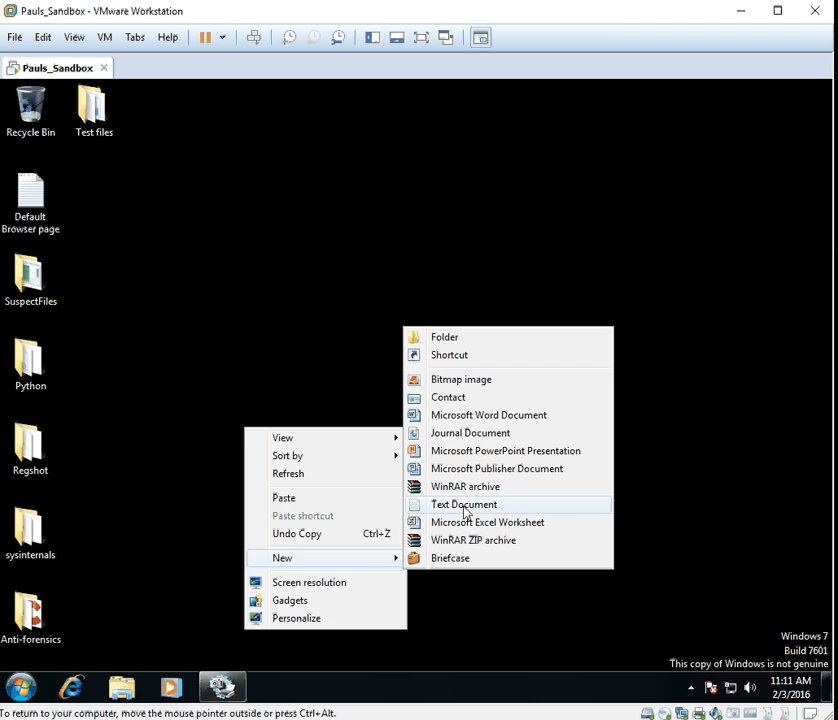 Pauls_Sandbox - VMware Workstation
File Edit View VM Tabs Help
Pauls_Sandbox
Recycle Bin
Test files
Default
Browser page
SuspectFiles
Python
Regshot
sysinternals
Anti-forensics
View
Sort by
Refresh
Paste
Paste shortcut
Undo Copy Ctrl+Z
New
Screen resolution
Gadgets
Personalize
Folder
Shortcut
Bitmap image
Contact
Microsoft Word Document
Journal Document
Microsoft PowerPoint Presentation
Microsoft Publisher Document
WinRAR archive
Text Document
Microsoft Excel Worksheet
WinRAR ZIP archive
Briefcase
Windows 7
Build 7601
This copy of Windows is not genuine
11:11 AM
2/3/2016
To return to your computer, move the mouse pointer outside or press Ctrl+Alt.